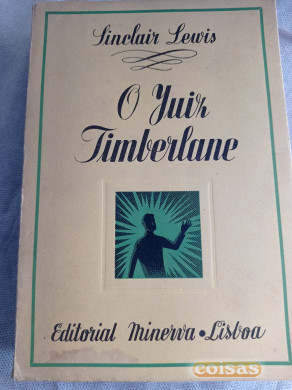 Sinclair Lewis
O Juiz
Timberlane
Editorial Minerva • Lisboa
coisas